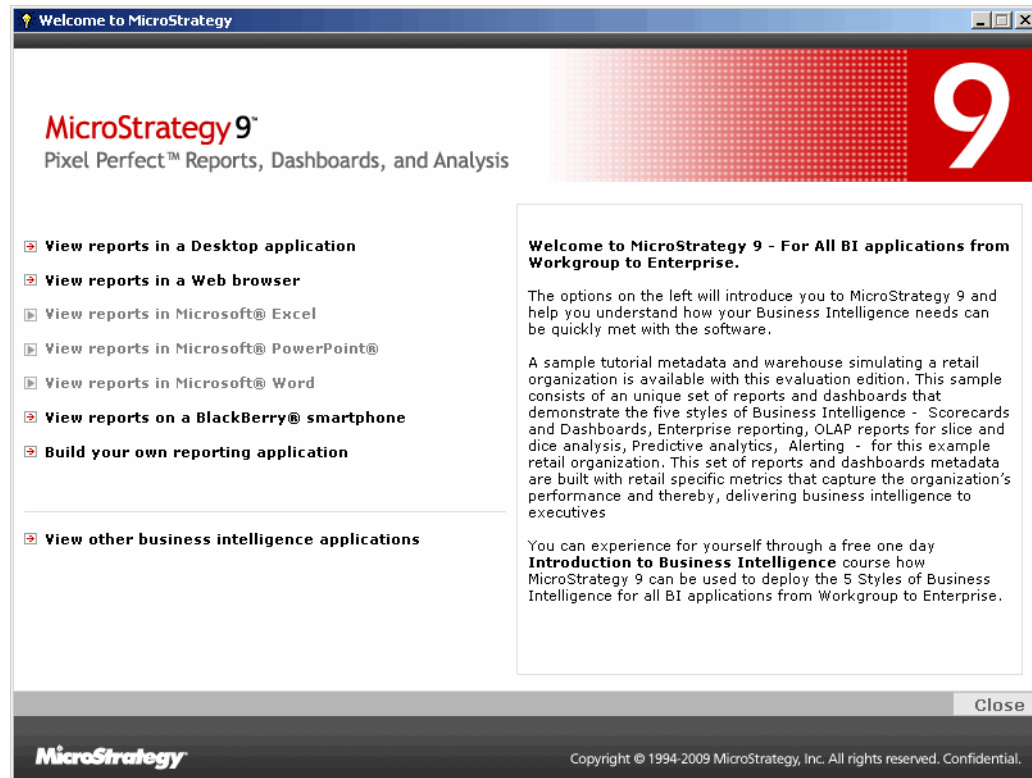 Welcome to MicroStrategy
9
MicroStrategy 9™
Pixel Perfect™ Reports, Dashboards, and Analysis
View reports in a Desktop application
View reports in a Web browser
View reports in Microsoft® Excel
View reports in Microsoft® PowerPoint®
View reports in Microsoft® Word
View reports on a BlackBerry® smartphone
Build your own reporting application
View other business intelligence applications
Welcome to MicroStrategy 9 - For All BI applications from
Workgroup to Enterprise.
The options on the left will introduce you to MicroStrategy 9 and
help you understand how your Business Intelligence needs can
be quickly met with the software.
A sample tutorial metadata and warehouse simulating a retail
organization is available with this evaluation edition. This sample
consists of an unique set of reports and dashboards that
demonstrate the five styles of Business Intelligence - Scorecards
and Dashboards, Enterprise reporting, OLAP reports for slice and
dice analysis, Predictive analytics, Alerting - for this example
retail organization. This set of reports and dashboards metadata
are built with retail specific metrics that capture the organization's
performance and thereby, delivering business intelligence to
executives
You can experience for yourself through a free one day
Introduction to Business Intelligence course how
MicroStrategy 9 can be used to deploy the 5 Styles of Business
Intelligence for all BI applications from Workgroup to Enterprise.
Close
MicroStrategy
Copyright © 1994-2009 MicroStrategy, Inc. All rights reserved. Confidential.